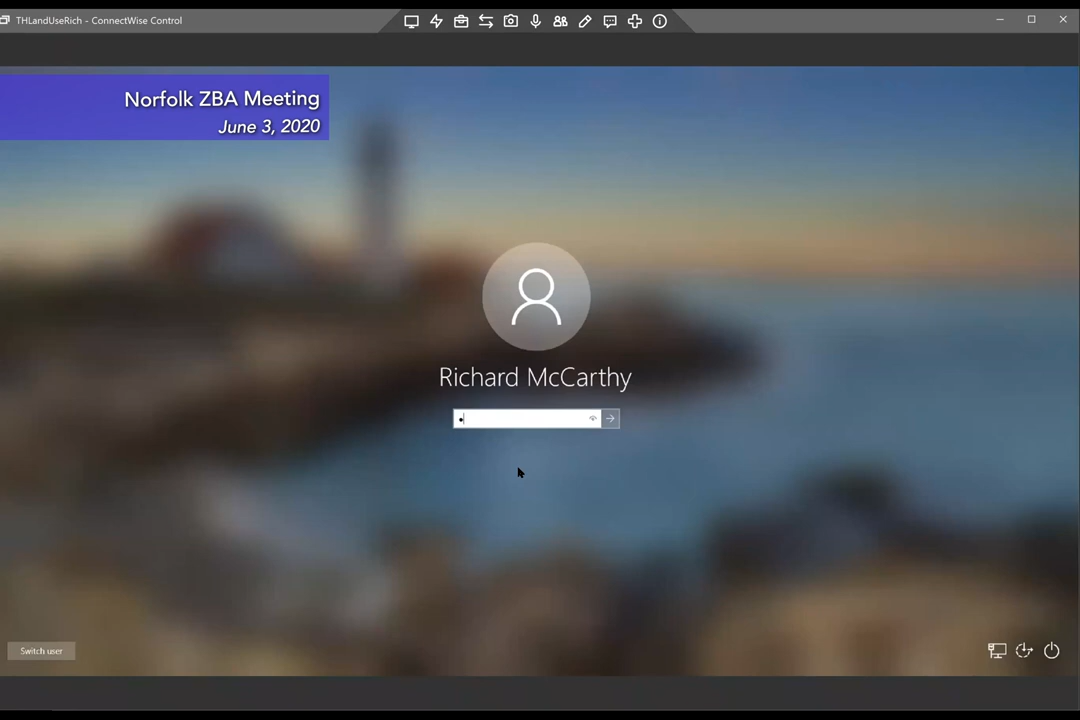 THLandUseRich - ConnectWise Control
Norfolk ZBA Meeting
June 3, 2020
Richard McCarthy
Switch user